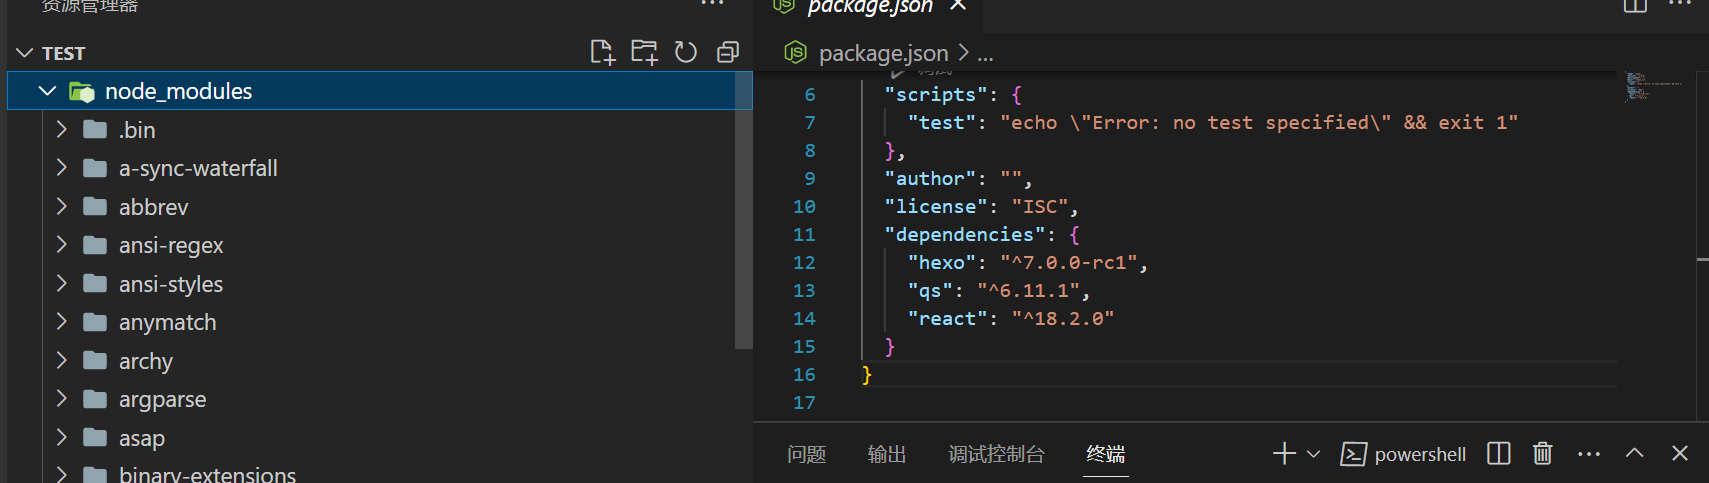 资源管理器
TEST
node_modules
.bin
a-sync-waterfall
abbrev
ansi-regex
ansi-styles
anymatch
archy
argparse
asap
binary-extensions
package.json
package.json > ...
调试
6 "scripts": {
7 "test": "echo \"Error: no test specified\" && exit 1"
8 },
9 "author": "",
10 "license": "ISC",
11 "dependencies": {
12 "hexo": "^7.0.0-rc1",
13 "qs": "^6.11.1",
14 "react": "^18.2.0"
15 }
16 }
17
问题 输出 调试控制台 终端 powershell